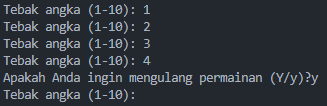 Tebak angka (1-10): 1
Tebak angka (1-10): 2
Tebak angka (1-10): 3
Tebak angka (1-10): 4
Apakah Anda ingin mengulang permainan (Y/y)?y
Tebak angka (1-10):